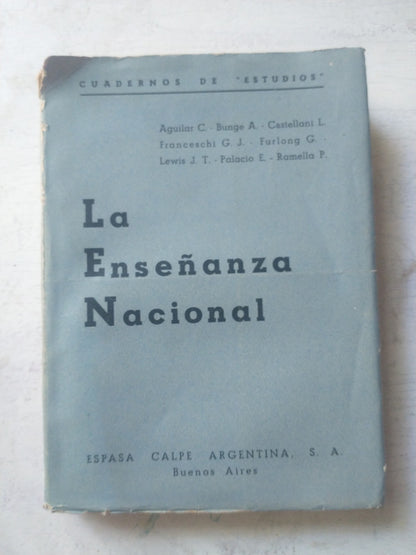 CUADERNOS DE "ESTUDIOS"
Aguilar C. - Bunge A. - Castellani L.
Franceschi G. J. - Furlong G. -
Lewis J. T. - Palacio E. - Ramella P.
La
Enseñanza
Nacional
ESPASA CALPE ARGENTINA, S. A.
Buenos Aires